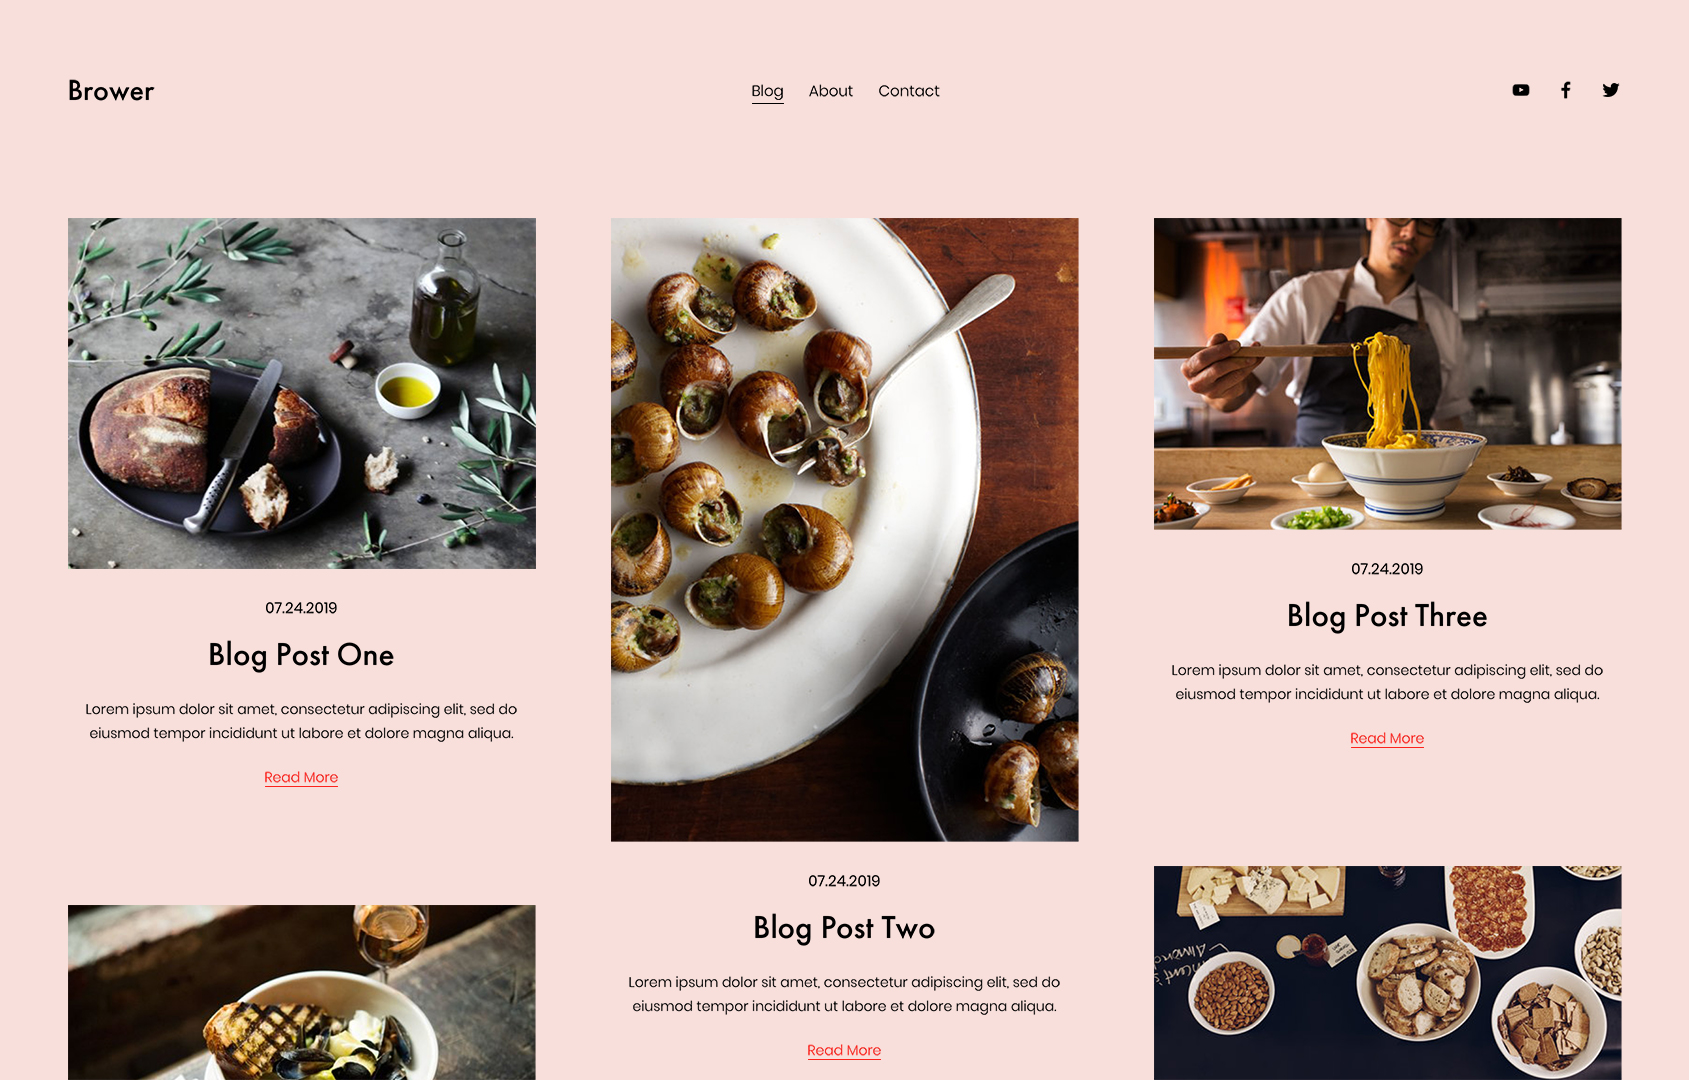 Brower
Blog About Contact
07.24.2019
Blog Post One
Lorem ipsum dolor sit amet, consectetur adipiscing elit, sed do
eiusmod tempor incididunt ut labore et dolore magna aliqua.
Read More
07.24.2019
Blog Post Two
Lorem ipsum dolor sit amet, consectetur adipiscing elit, sed do
eiusmod tempor incididunt ut labore et dolore magna aliqua.
Read More
07.24.2019
Blog Post Three
Lorem ipsum dolor sit amet, consectetur adipiscing elit, sed do
eiusmod tempor incididunt ut labore et dolore magna aliqua.
Read More